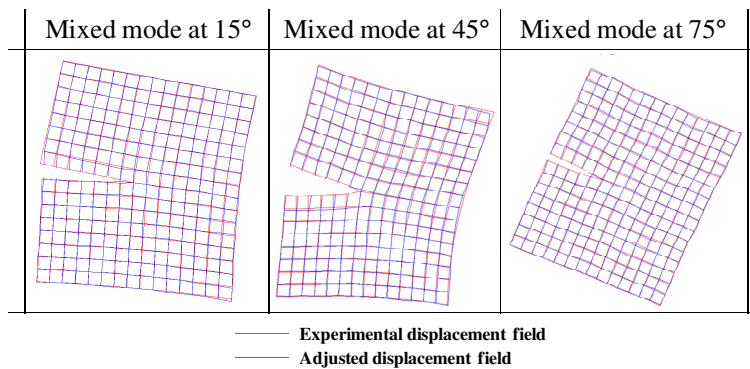 Mixed mode at 15° Mixed mode at 45° Mixed mode at 75°
Experimental displacement field
Adjusted displacement field